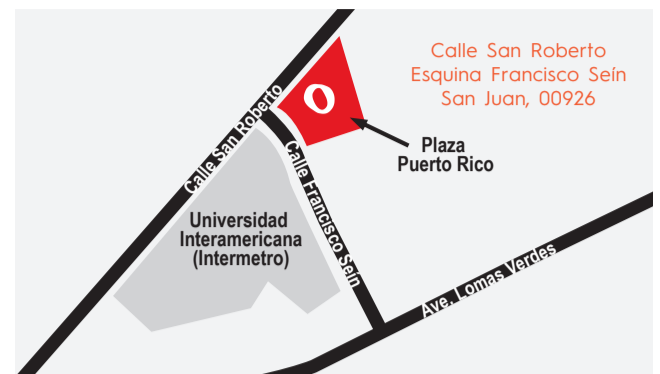 Calle San Roberto
Esquina Francisco Seín
San Juan, 00926
O
Plaza
Puerto Rico
Calle San Roberto
Calle Francisco Seín
Universidad
Interamericana
(Intermetro)
Ave. Lomas Verdes